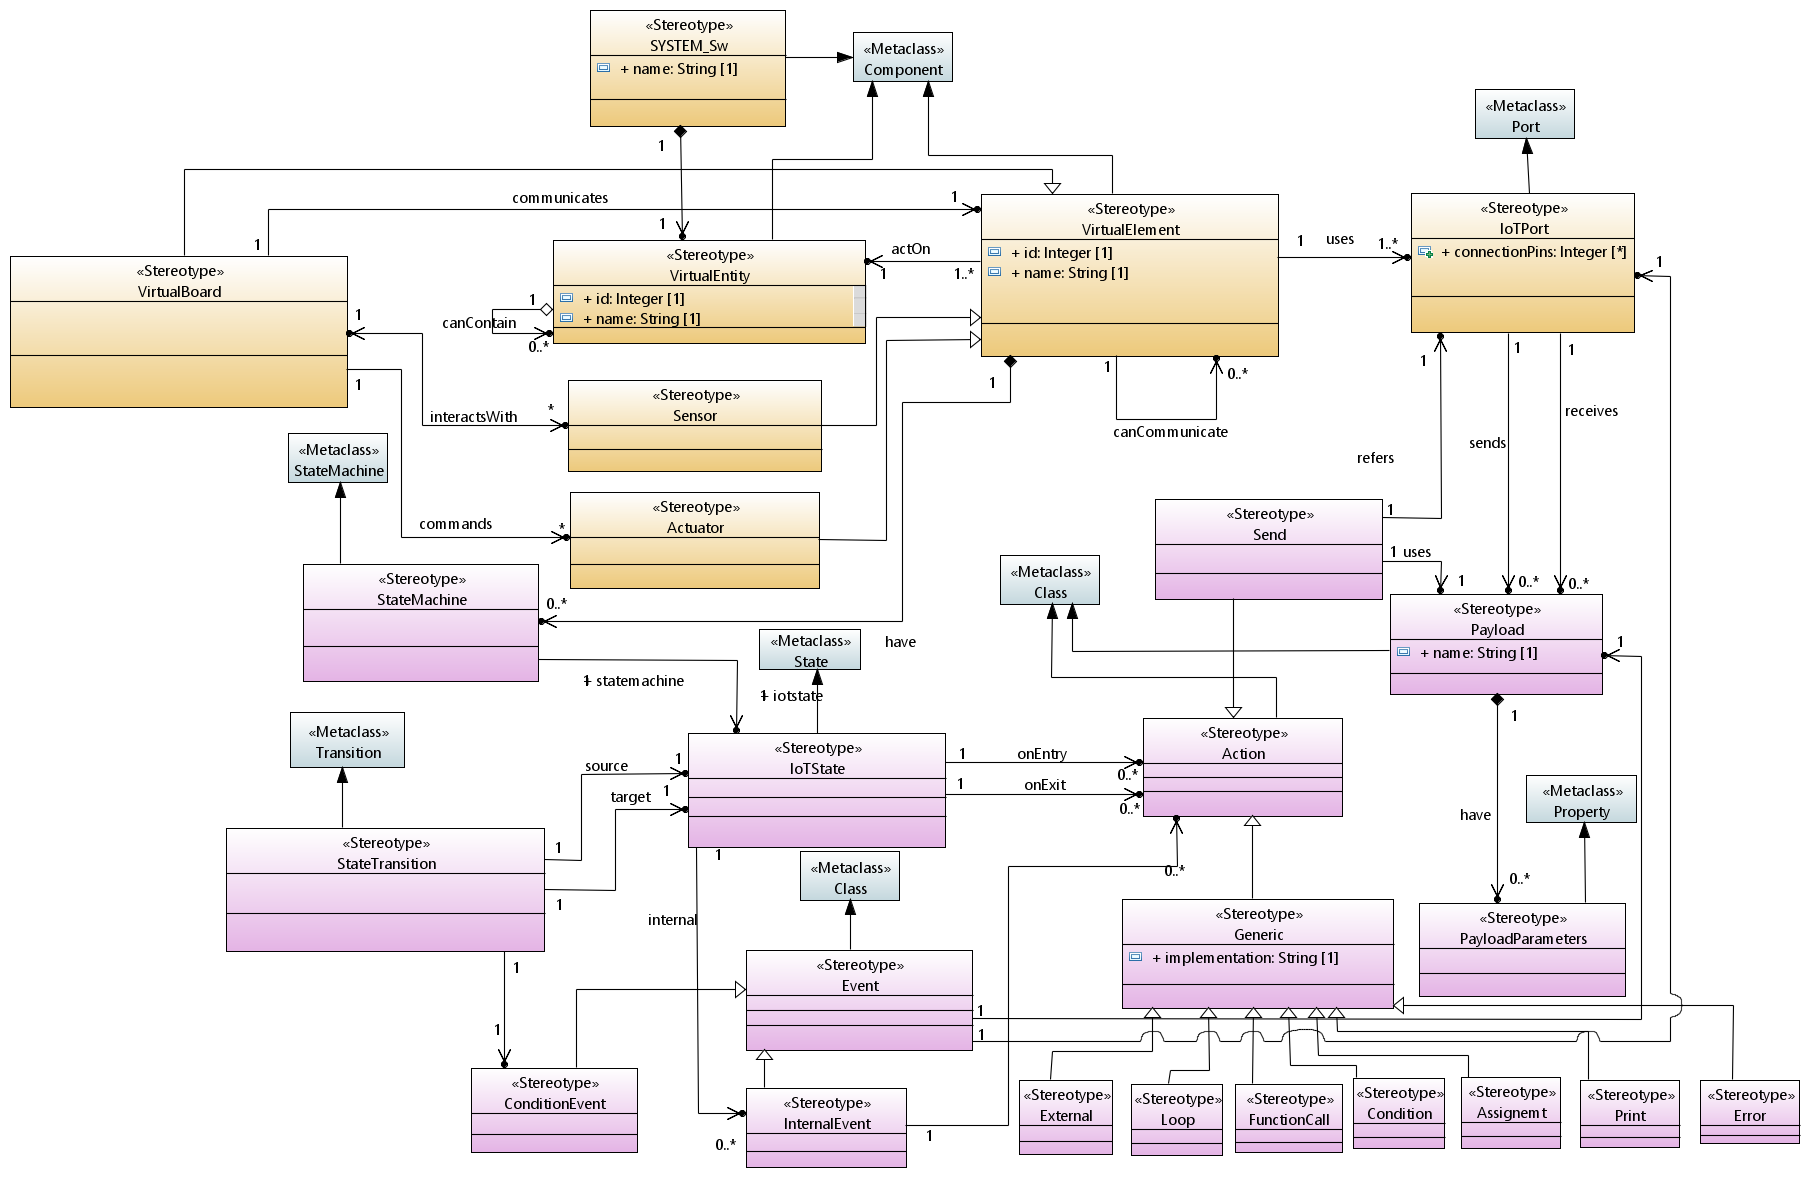 «Stereotype»
SYSTEM_Sw
+ name: String [1]
«Metaclass»
Component
«Metaclass»
Port
1
1
communicates
1
1
«Stereotype»
VirtualBoard
1
1
«Stereotype»
VirtualEntity
+ id: Integer [1]
+ name: String [1]
1
canContain
0..*
actOn
1
1..*
«Stereotype»
VirtualElement
+ id: Integer [1]
+ name: String [1]
1
uses
1..*
«Stereotype»
IoTPort
+ connectionPins: Integer [*]
1
1
canCommunicate
0..*
1
1
1
1
receives
sends
refers
interactsWith
*
«Stereotype»
Sensor
«Metaclass»
StateMachine
commands
*
«Stereotype»
Actuator
«Stereotype»
StateMachine
0..*
have
«Metaclass»
State
1
- statemachine
1
- iotstate
«Metaclass»
Class
«Stereotype»
Send
1
1 uses
1
0..*
0..*
«Stereotype»
Payload
+ name: String [1]
1
1
have
0..*
«Metaclass»
Transition
source
1
target
1
«Stereotype»
IoTState
1
onEntry
0..*
1
onExit
0..*
«Stereotype»
Action
«Metaclass»
Property
«Stereotype»
StateTransition
1
1
1
internal
«Metaclass»
Class
0..*
«Stereotype»
Generic
+ implementation: String [1]
«Stereotype»
PayloadParameters
1
1
«Stereotype»
Event
1
1
«Stereotype»
ConditionEvent
0..*
«Stereotype»
InternalEvent
1
«Stereotype»
External
«Stereotype»
Loop
«Stereotype»
FunctionCall
«Stereotype»
Condition
«Stereotype»
Assignemt
«Stereotype»
Print
«Stereotype»
Error